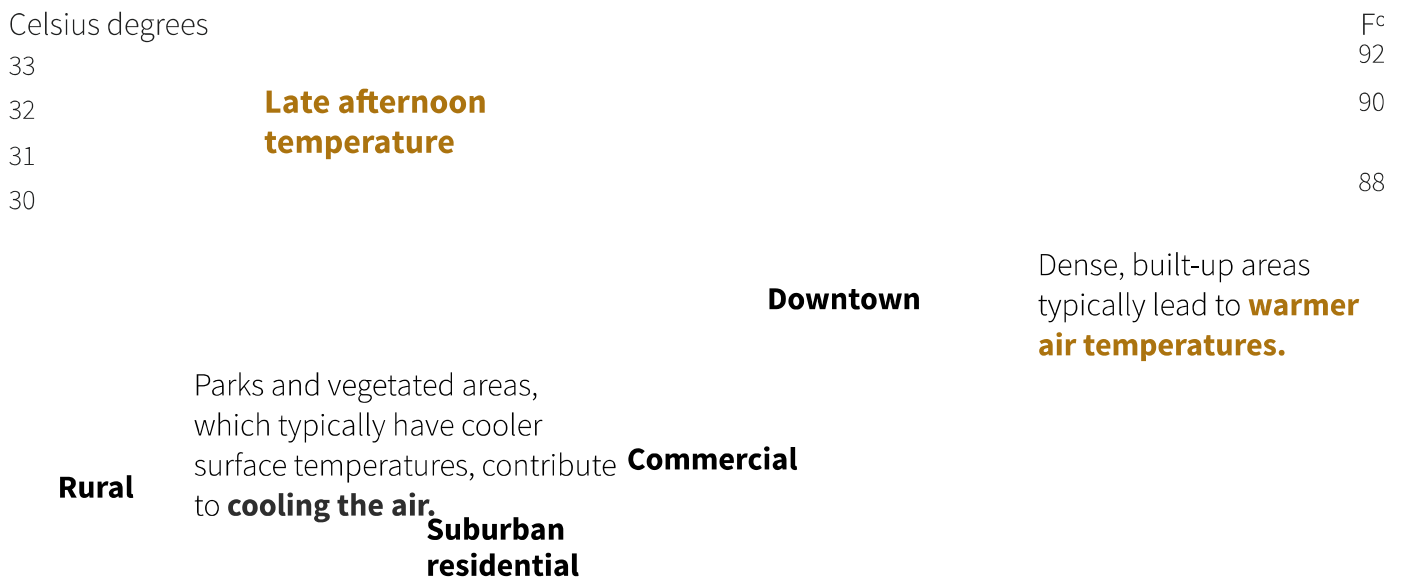 Celsius degrees
Fᶜ
33
92
32
90
31
30
88
Late afternoon
temperature
Downtown
Dense, built-up areas
typically lead to warmer
air temperatures.
Parks and vegetated areas,
which typically have cooler
surface temperatures, contribute
to cooling the air.
Commercial
Rural
Suburban
residential